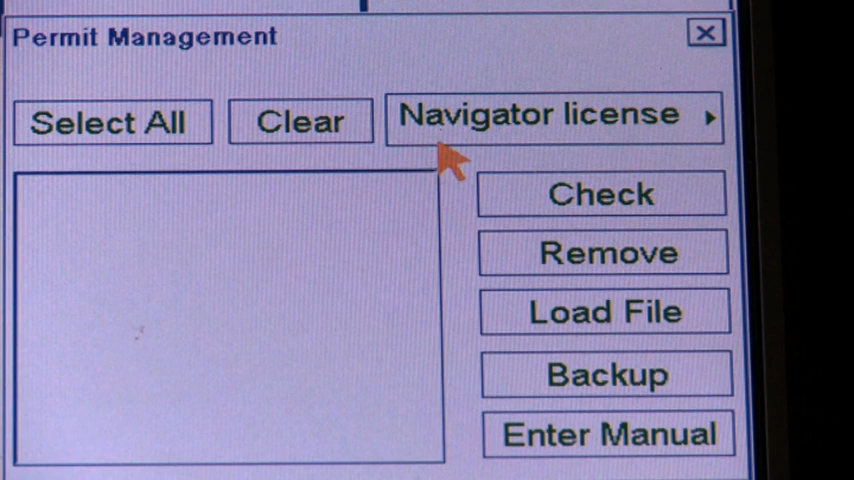 Permit Management
Select All
Clear
Navigator license
Check
Remove
Load File
Backup
Enter Manual